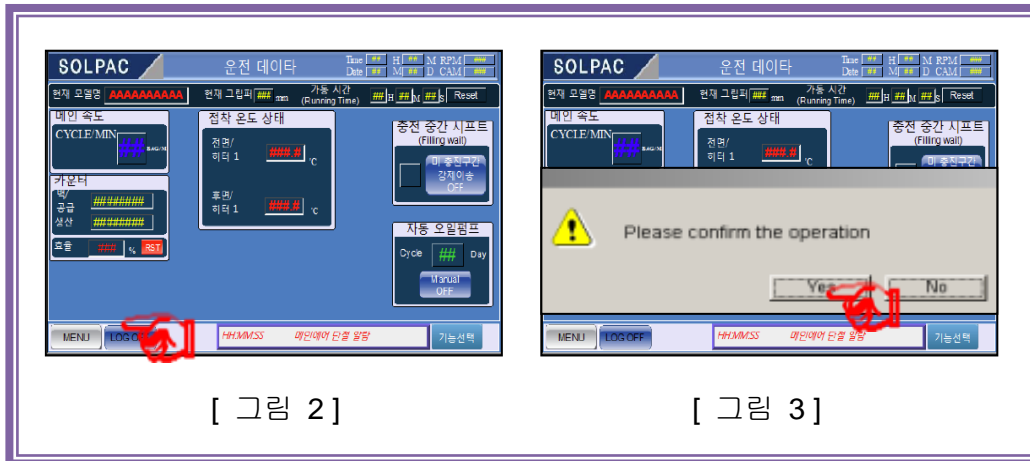 SOLPAC 운전 데이타 Time ## H ## M RPM ###
Date ## M ## D CAM ###
현재 모델명 AAAAAAAAAA 현재 그립퍼 ### mm 가동 시간 (Running Time) ## H ## M ## S Reset
메인 속도
CYCLE/MIN ## BAG/M
접착 온도 상태
전면/
히터 1 ###.# ℃
후면/
히터 1 ###.# ℃
충전 중간 시프트
(Filling wait)
미 충진구간
강제이송
OFF
카운터
백/
공급 ########
생산 ########
효율 ### % RST
자동 오일펌프
Cycle ## Day
Manual
OFF
MENU LOG O HH:MM:SS 메인에어 단절 알람 기능선택
[ 그림 2 ]
SOLPAC 운전 데이타 Time ## H ## M RPM ###
Date ## M ## D CAM ###
현재 모델명 AAAAAAAAAA 현재 그립퍼 ### mm 가동 시간 (Running Time) ## H ## M ## S Reset
메인 속도
CYCLE/MIN ## BAG/M
접착 온도 상태
전면/
히터 1 ###.# ℃
충전 중간 시프트
(Filling wait)
미 충진구간
Please confirm the operation
Yes No
MENU LOG OFF HH:MM:SS 메인에어 단절 알람 기능선택
[ 그림 3 ]